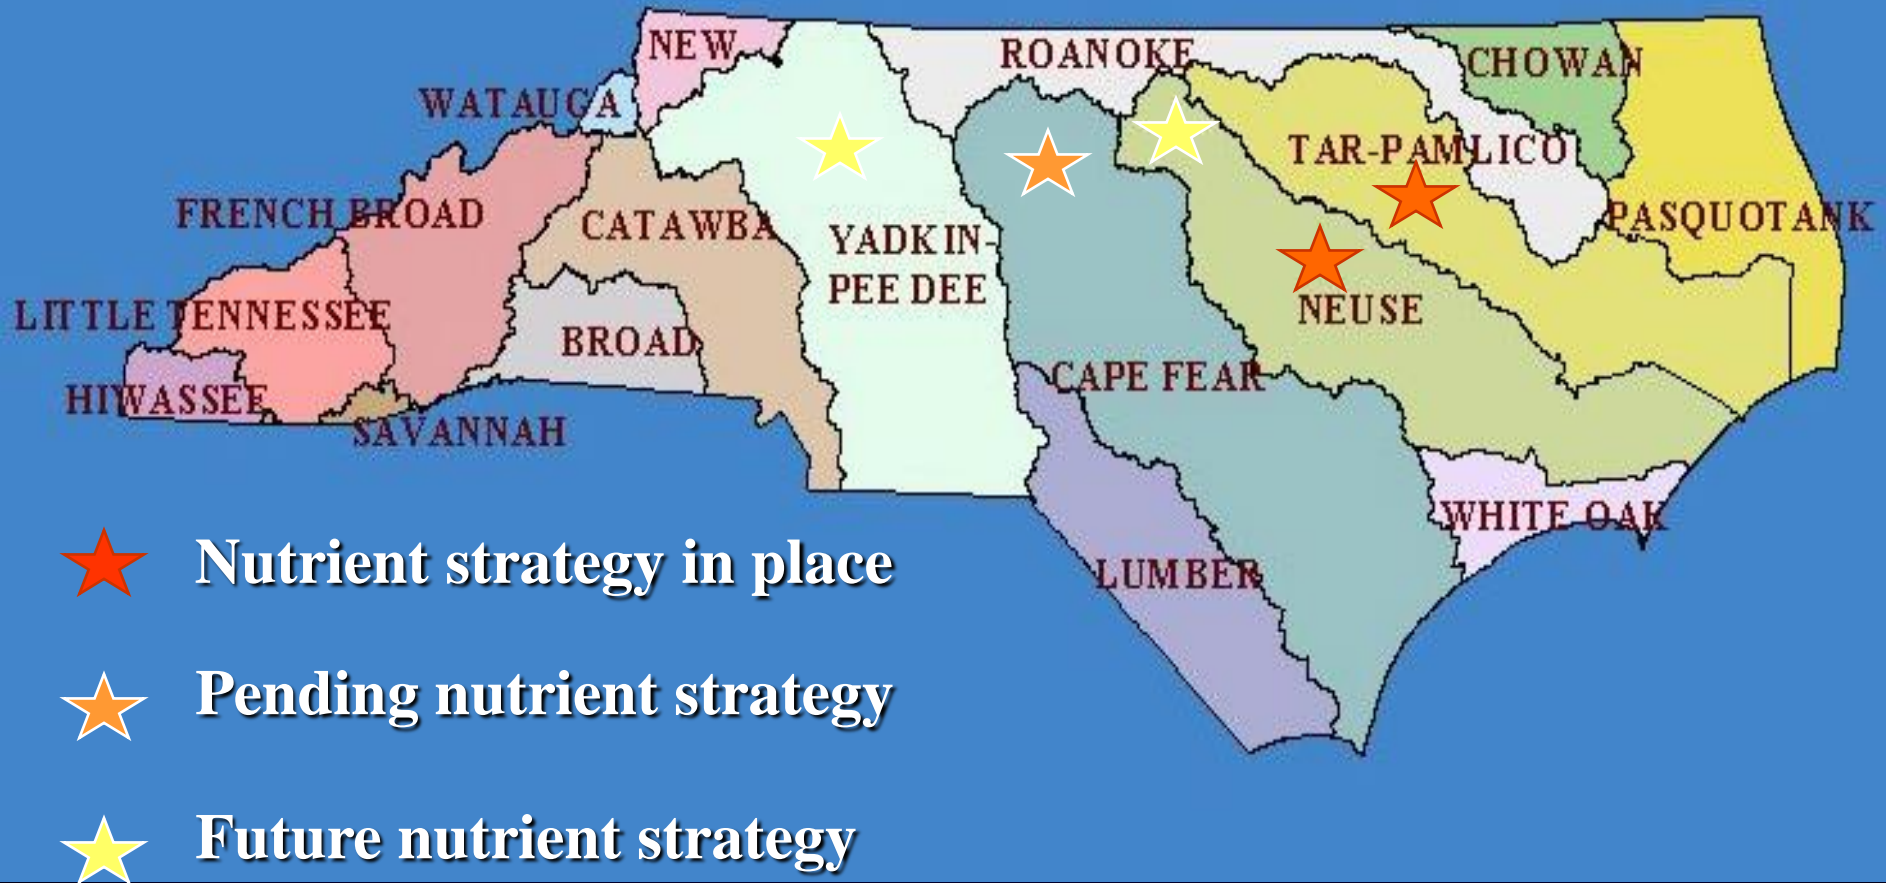 NEW
ROANOKE
CHOWAN
WATAUGA
TAR-PAMLICO
FRENCH BROAD
CATAWBA
YADKIN-
PEE DEE
PASQUOTANK
LITTLE TENNESSEE
BROAD
NEUSE
HIWASSEE
CAPE FEAR
SAVANNAH
WHITE OAK
LUMBER
Nutrient strategy in place
Pending nutrient strategy
Future nutrient strategy